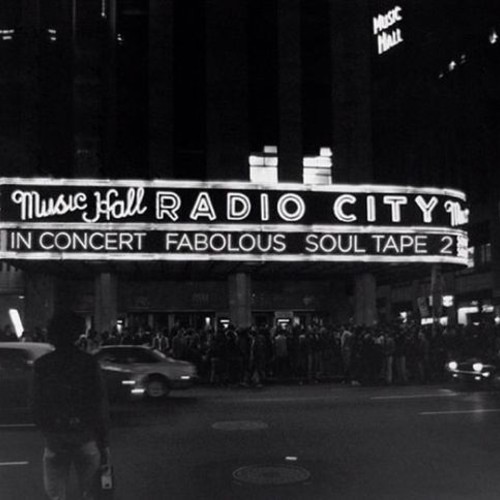 Music
Hall
Music Hall RADIO CITY Mu
IN CONCERT FABOLOUS SOUL TAPE 2